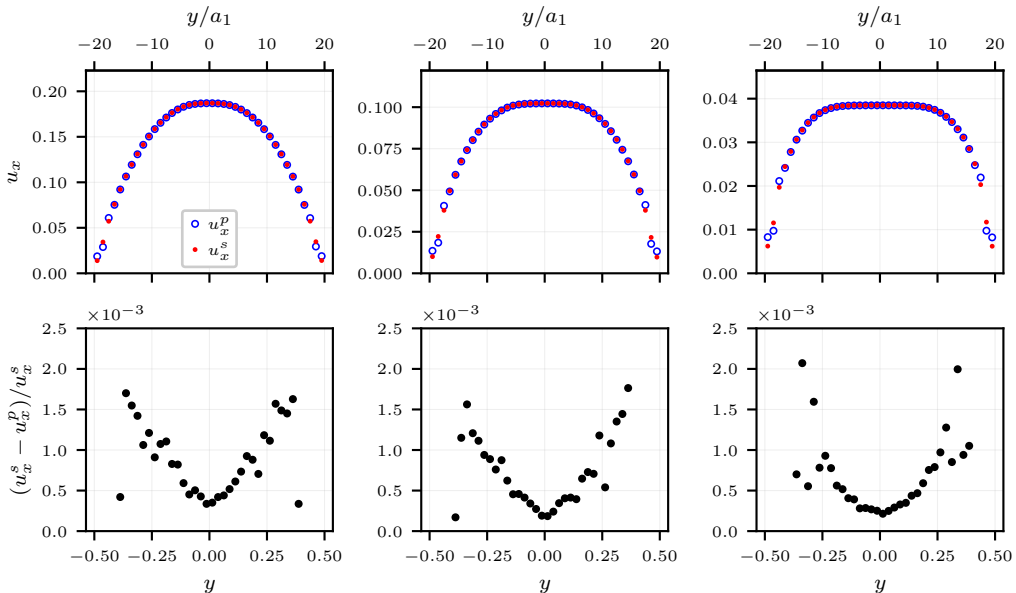 y/a₁ y/a₁ y/a₁
−20 −10 0 10 20 −20 −10 0 10 20 −20 −10 0 10 20
0.20 0.15 0.10 0.05 0.00
uₓ
uₓᵖ
uₓˢ
0.100 0.075 0.050 0.025 0.000
0.04 0.03 0.02 0.01 0.00
×10⁻³ ×10⁻³ ×10⁻³
2.5 2.0 1.5 1.0 0.5 0.0
(uₓˢ − uₓᵖ)/uₓˢ
2.5 2.0 1.5 1.0 0.5 0.0
2.5 2.0 1.5 1.0 0.5 0.0
−0.50 −0.25 0.00 0.25 0.50 −0.50 −0.25 0.00 0.25 0.50 −0.50 −0.25 0.00 0.25 0.50
y y y